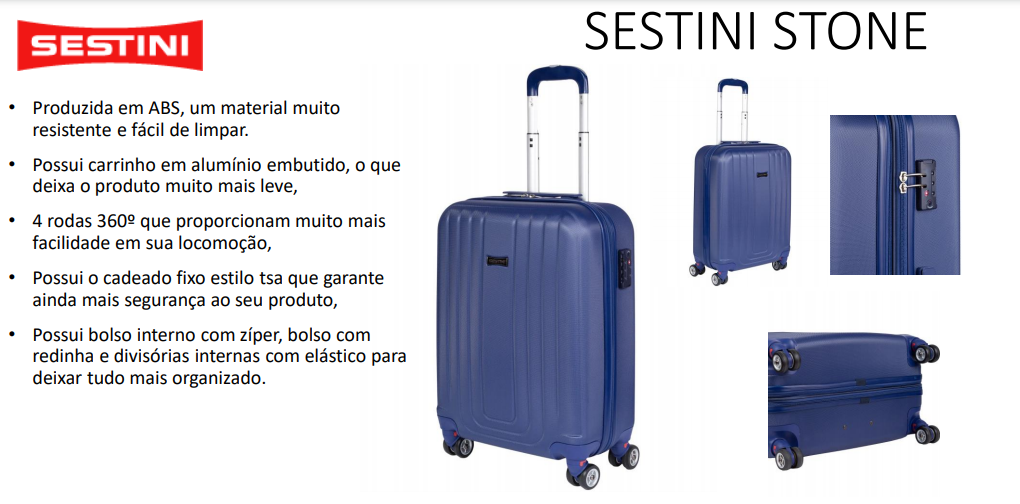 SESTINI
SESTINI STONE
• Produzida em ABS, um material muito
resistente e fácil de limpar.
• Possui carrinho em alumínio embutido, o que
deixa o produto muito mais leve,
• 4 rodas 360º que proporcionam muito mais
facilidade em sua locomoção,
• Possui o cadeado fixo estilo tsa que garante
ainda mais segurança ao seu produto,
• Possui bolso interno com zíper, bolso com
redinha e divisórias internas com elástico para
deixar tudo mais organizado.